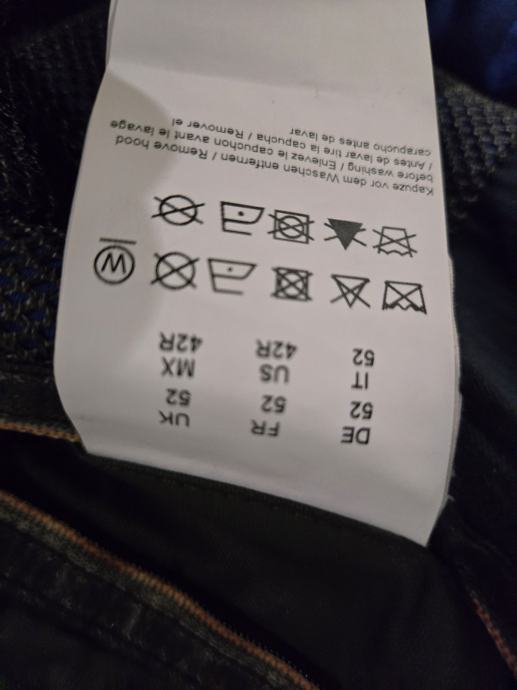 DE FR UK
52 52 52
IT US MX
52 42R 42R
W
Kapuze vor dem Waschen entfernen / Remove hood
before washing / Enlevez le capuchon avant le lavage
/ Antes de lavar tire la capucha / Remover el
carapucho antes de lavar